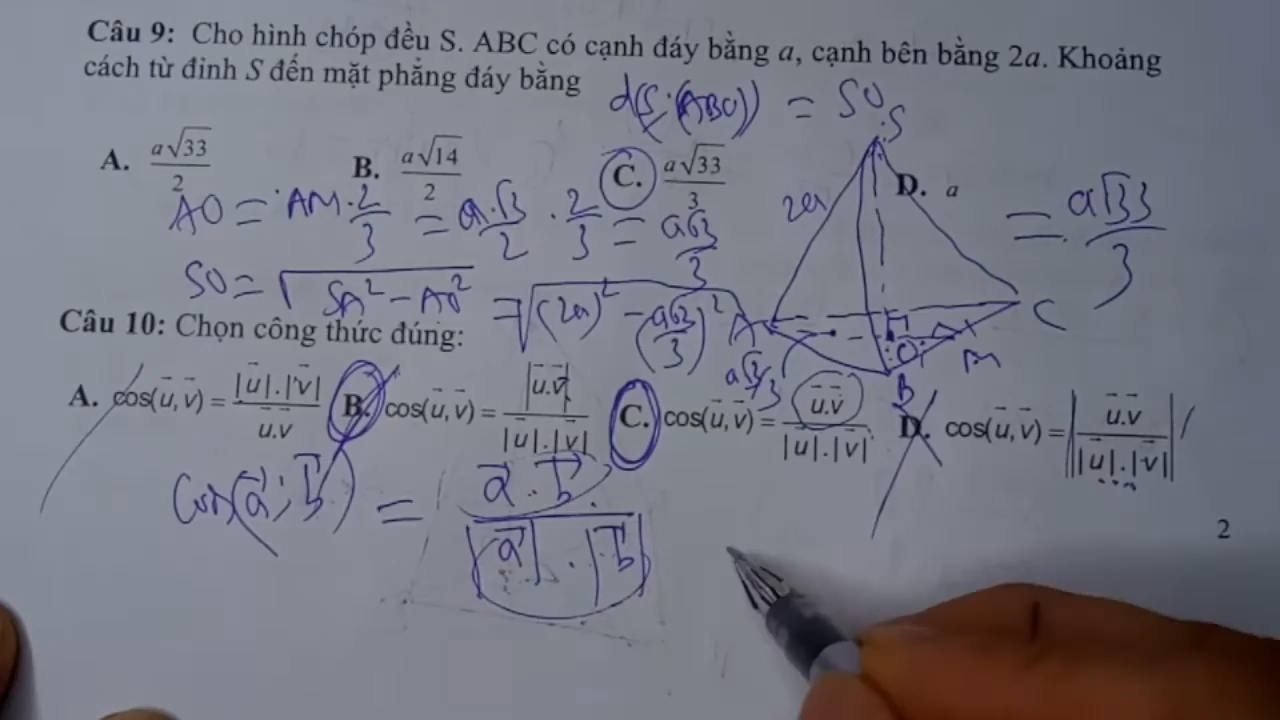 Câu 9: Cho hình chóp đều S. ABC có cạnh đáy bằng a, cạnh bên bằng 2a. Khoảng
cách từ đỉnh S đến mặt phẳng đáy bằng
d(S; (ABC)) = SO
A. a√33/2 B. a√14/2 C. a√33/3 D. a
AO = AM . 2/3 = a.√3/2 . 2/3 = a√3/3
SO = √(SA² - AO²) = √((2a)² - (a√3/3)²) = a√33/3
S
2a
A
B
C
O
M
a√3/3
Câu 10: Chọn công thức đúng:
A. cos(u⃗,v⃗) = |u⃗|.|v⃗| / u⃗.v⃗ B. cos(u⃗,v⃗) = |u⃗.v⃗| / |u⃗|.|v⃗| C. cos(u⃗,v⃗) = u⃗.v⃗ / |u⃗|.|v⃗| D. cos(u⃗,v⃗) = |u⃗.v⃗ / |u⃗|.|v⃗||
Cos(a⃗; b⃗) = a⃗ . b⃗ / |a⃗| . |b⃗|
2